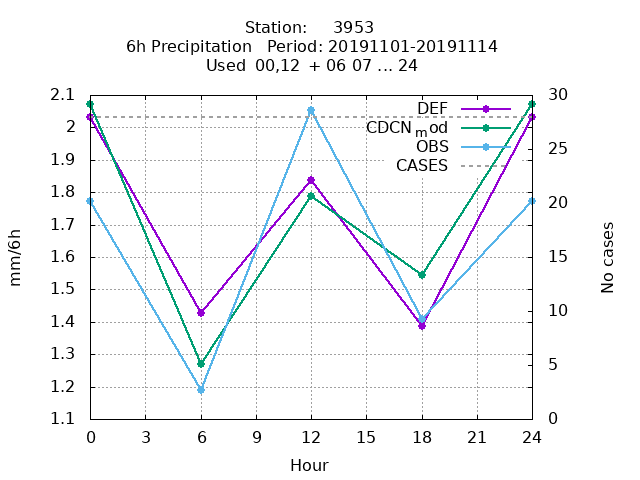 Station: 3953
6h Precipitation Period: 20191101-20191114
Used 00,12 + 06 07 ... 24
2.1
2
1.9
1.8
1.7
1.6
1.5
1.4
1.3
1.2
1.1
30
25
20
15
10
5
0
DEF
CDCN_mod
OBS
CASES
mm/6h
No cases
0 3 6 9 12 15 18 21 24
Hour